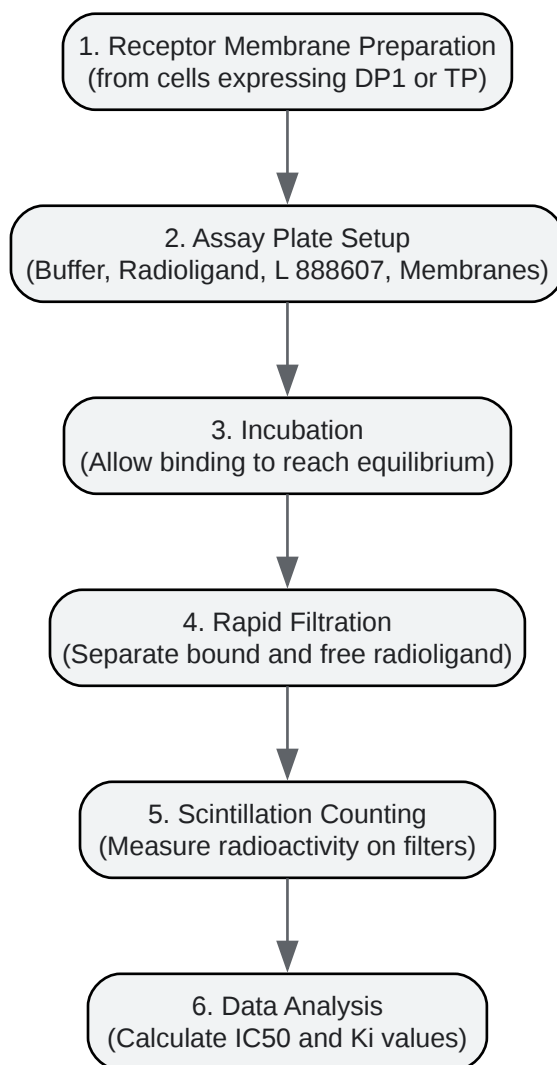 1. Receptor Membrane Preparation
(from cells expressing DP1 or TP)
2. Assay Plate Setup
(Buffer, Radioligand, L 888607, Membranes)
3. Incubation
(Allow binding to reach equilibrium)
4. Rapid Filtration
(Separate bound and free radioligand)
5. Scintillation Counting
(Measure radioactivity on filters)
6. Data Analysis
(Calculate IC50 and Ki values)